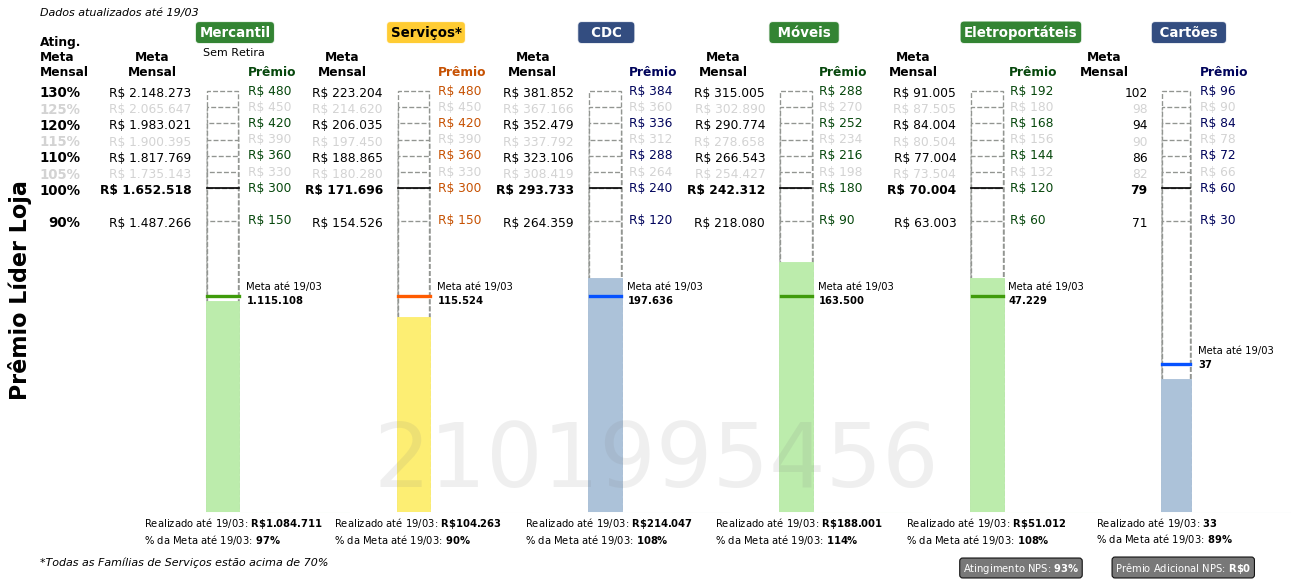 Dados atualizados até 19/03
Mercantil Serviços* CDC Móveis Eletroportáteis Cartões
Sem Retira
Ating. Meta Mensal Meta Mensal Prêmio Meta Mensal Prêmio Meta Mensal Prêmio Meta Mensal Prêmio Meta Mensal Prêmio Meta Mensal Prêmio
130% R$ 2.148.273 R$ 480 R$ 223.204 R$ 480 R$ 381.852 R$ 384 R$ 315.005 R$ 288 R$ 91.005 R$ 192 102 R$ 96
125% R$ 2.065.647 R$ 450 R$ 214.620 R$ 450 R$ 367.166 R$ 360 R$ 302.890 R$ 270 R$ 87.505 R$ 180 98 R$ 90
120% R$ 1.983.021 R$ 420 R$ 206.035 R$ 420 R$ 352.479 R$ 336 R$ 290.774 R$ 252 R$ 84.004 R$ 168 94 R$ 84
115% R$ 1.900.395 R$ 390 R$ 197.450 R$ 390 R$ 337.792 R$ 312 R$ 278.658 R$ 234 R$ 80.504 R$ 156 90 R$ 78
110% R$ 1.817.769 R$ 360 R$ 188.865 R$ 360 R$ 323.106 R$ 288 R$ 266.543 R$ 216 R$ 77.004 R$ 144 86 R$ 72
105% R$ 1.735.143 R$ 330 R$ 180.280 R$ 330 R$ 308.419 R$ 264 R$ 254.427 R$ 198 R$ 73.504 R$ 132 82 R$ 66
100% R$ 1.652.518 R$ 300 R$ 171.696 R$ 300 R$ 293.733 R$ 240 R$ 242.312 R$ 180 R$ 70.004 R$ 120 79 R$ 60
90% R$ 1.487.266 R$ 150 R$ 154.526 R$ 150 R$ 264.359 R$ 120 R$ 218.080 R$ 90 R$ 63.003 R$ 60 71 R$ 30
Prêmio Líder Loja
Meta até 19/03 Meta até 19/03 Meta até 19/03 Meta até 19/03 Meta até 19/03
1.115.108 115.524 197.636 163.500 47.229
Meta até 19/03
37
2101995456
Realizado até 19/03: R$1.084.711 Realizado até 19/03: R$104.263 Realizado até 19/03: R$214.047 Realizado até 19/03: R$188.001 Realizado até 19/03: R$51.012 Realizado até 19/03: 33
% da Meta até 19/03: 97% % da Meta até 19/03: 90% % da Meta até 19/03: 108% % da Meta até 19/03: 114% % da Meta até 19/03: 108% % da Meta até 19/03: 89%
*Todas as Famílias de Serviços estão acima de 70%
Atingimento NPS: 93% Prêmio Adicional NPS: R$0